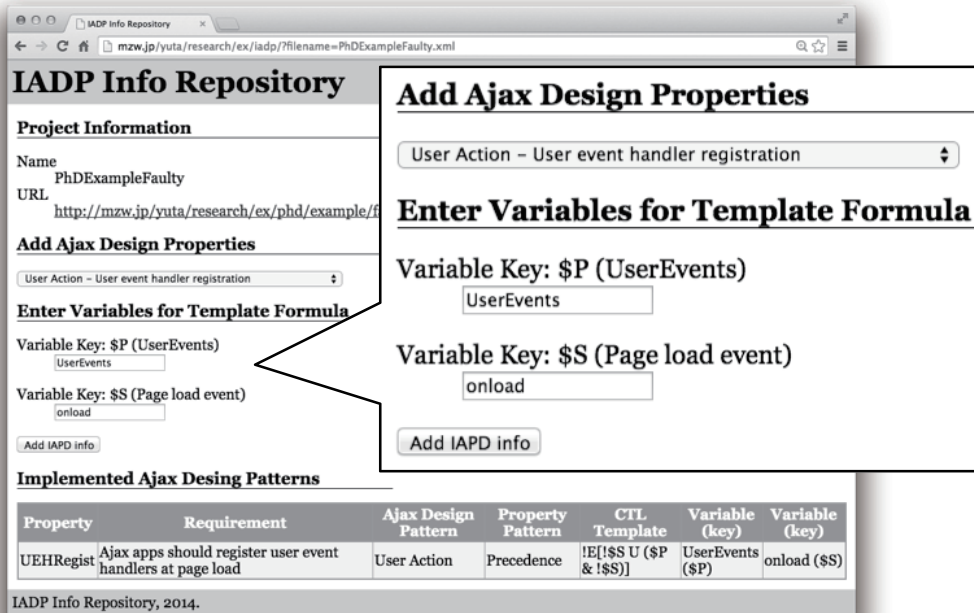 IADP Info Repository
mzw.jp/yuta/research/ex/iadp/?filename=PhDExampleFaulty.xml
IADP Info Repository
Project Information
Name
PhDExampleFaulty
URL
http://mzw.jp/yuta/research/ex/phd/example/f
Add Ajax Design Properties
User Action – User event handler registration
Enter Variables for Template Formula
Variable Key: $P (UserEvents)
UserEvents
Variable Key: $S (Page load event)
onload
Add IAPD info
Add Ajax Design Properties
User Action – User event handler registration
Enter Variables for Template Formula
Variable Key: $P (UserEvents)
UserEvents
Variable Key: $S (Page load event)
onload
Add IAPD info
Implemented Ajax Desing Patterns
Property Requirement Ajax Design Pattern Property Pattern CTL Template Variable (key) Variable (key)
UEHRegist Ajax apps should register user event handlers at page load User Action Precedence !E[!$S U ($P & !$S)] UserEvents ($P) onload ($S)
IADP Info Repository, 2014.